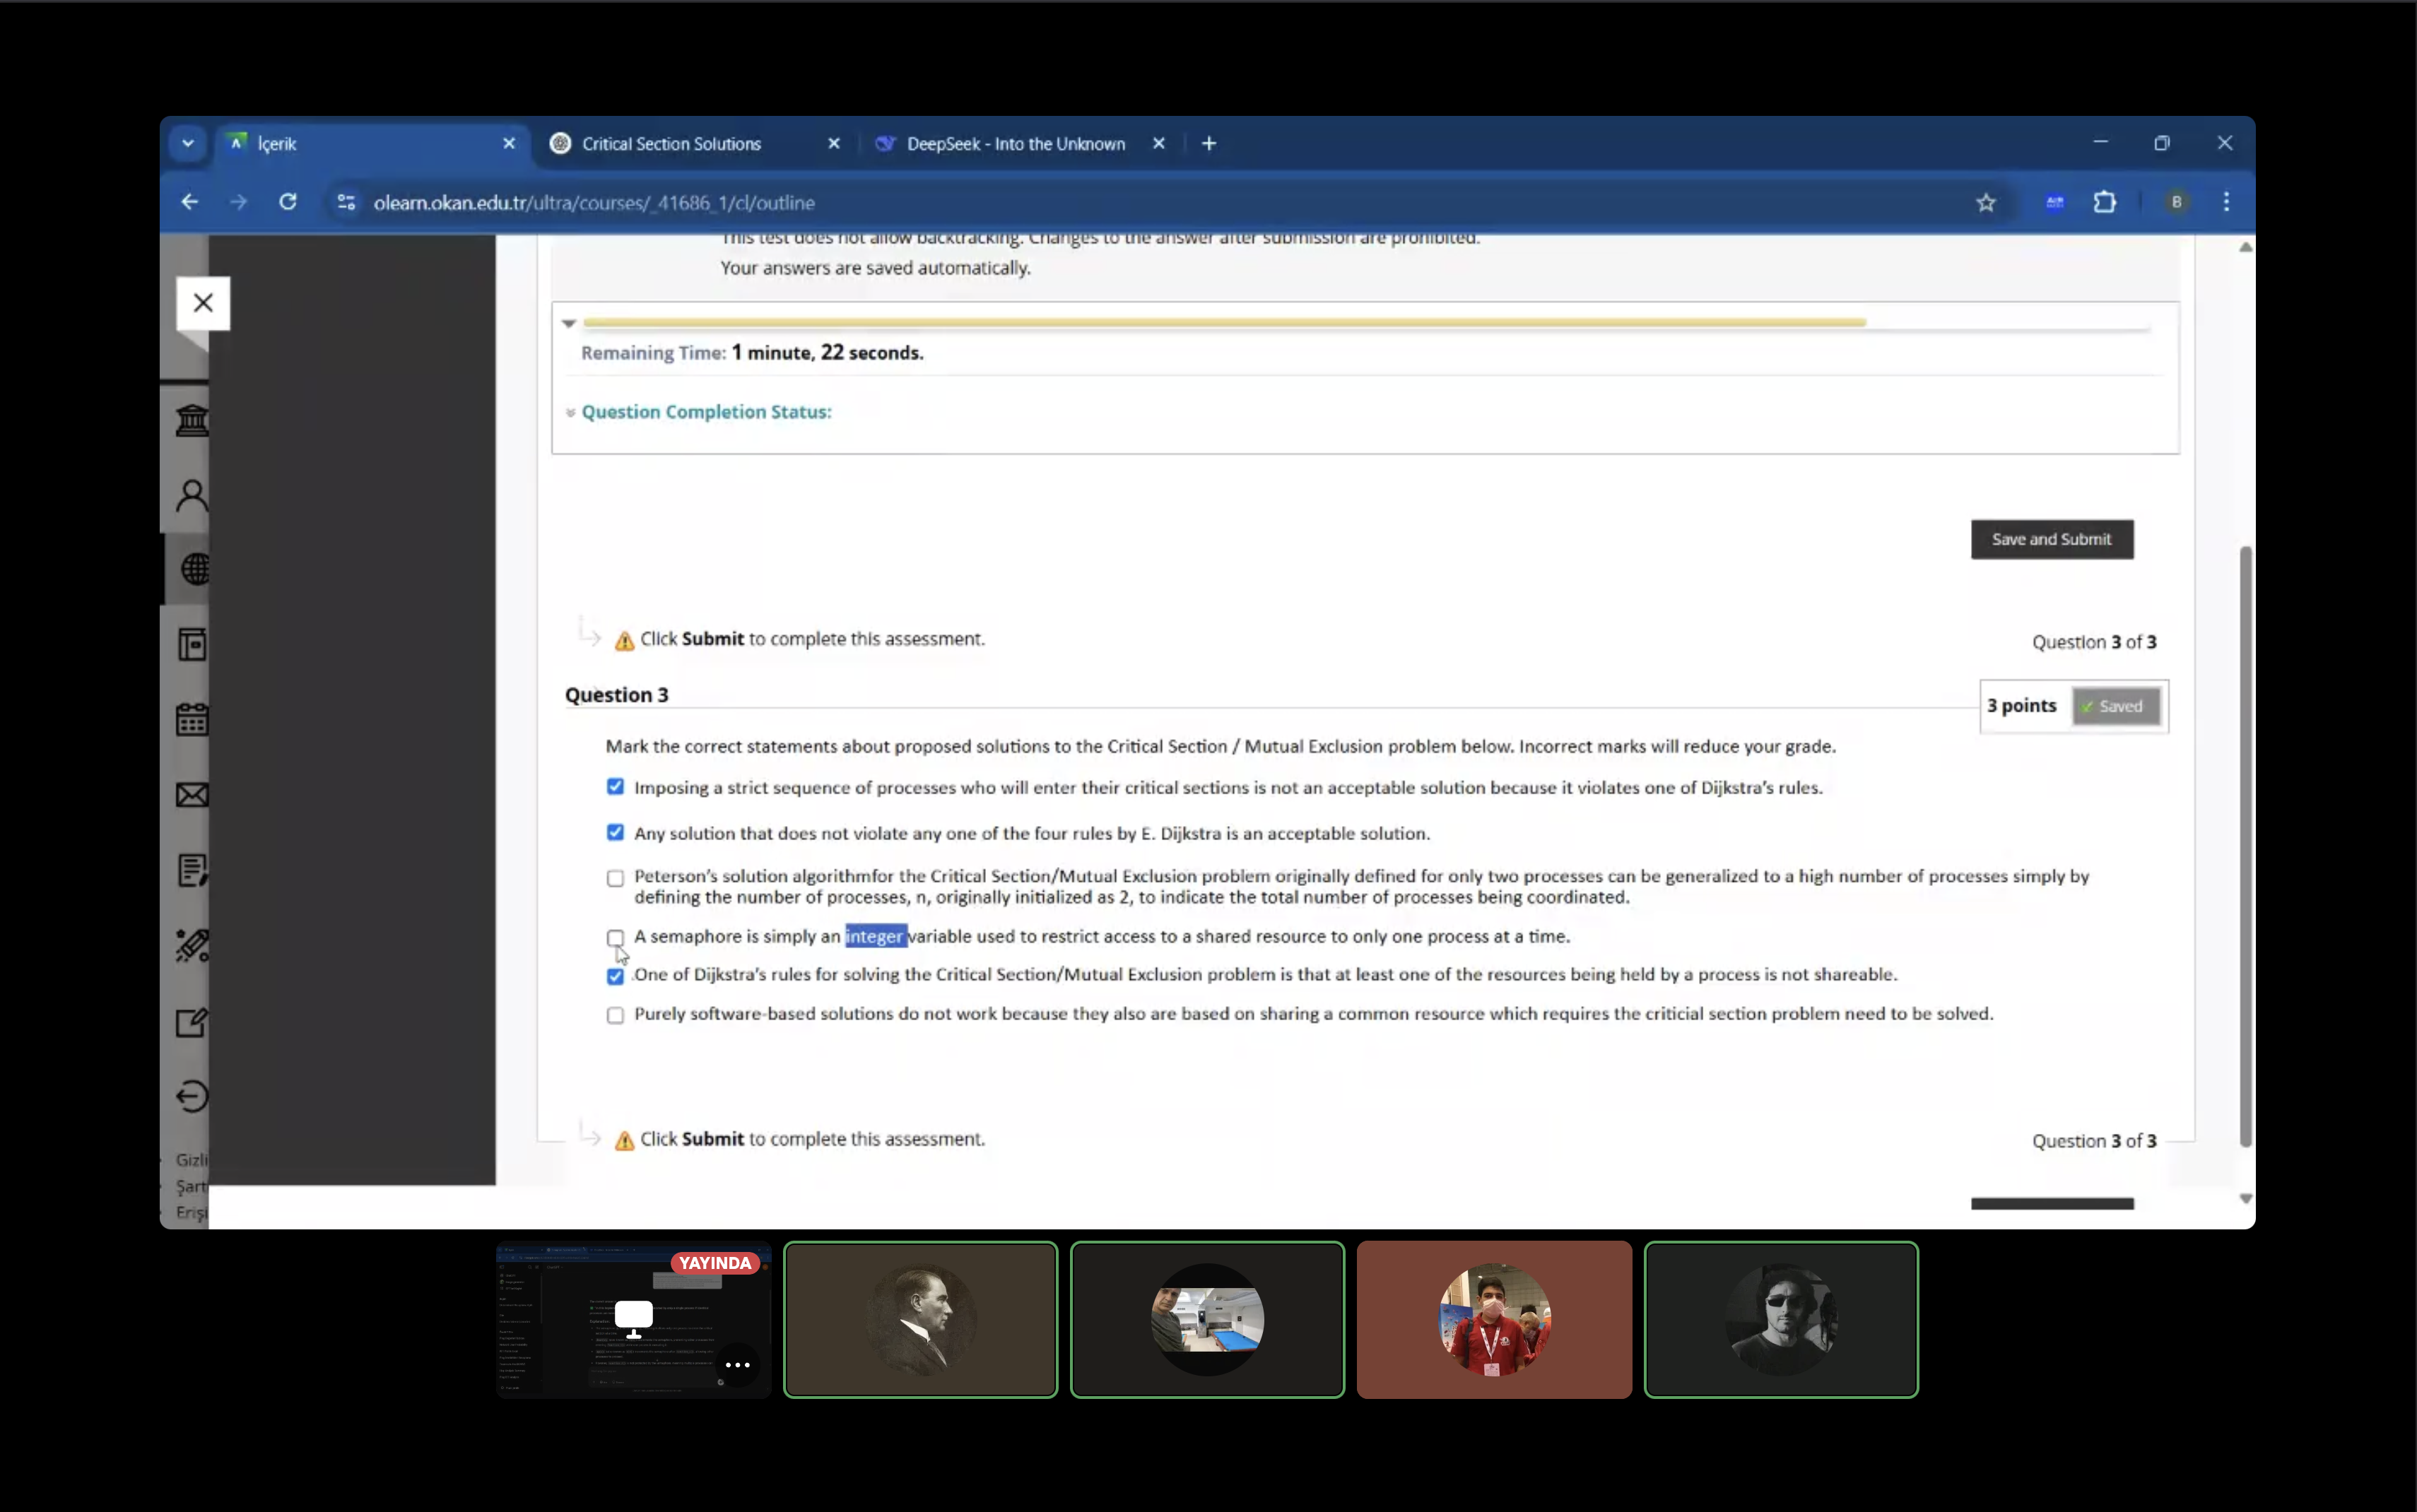 İçerik
Critical Section Solutions
DeepSeek - Into the Unknown
olearn.okan.edu.tr/ultra/courses/_41686_1/cl/outline
B
This test does not allow backtracking. Changes to the answer after submission are prohibited.
Your answers are saved automatically.
Remaining Time: 1 minute, 22 seconds.
Question Completion Status:
Save and Submit
Click Submit to complete this assessment.
Question 3 of 3
Question 3
3 points
Saved
Mark the correct statements about proposed solutions to the Critical Section / Mutual Exclusion problem below. Incorrect marks will reduce your grade.
Imposing a strict sequence of processes who will enter their critical sections is not an acceptable solution because it violates one of Dijkstra's rules.
Any solution that does not violate any one of the four rules by E. Dijkstra is an acceptable solution.
Peterson's solution algorithmfor the Critical Section/Mutual Exclusion problem originally defined for only two processes can be generalized to a high number of processes simply by
defining the number of processes, n, originally initialized as 2, to indicate the total number of processes being coordinated.
A semaphore is simply an integer variable used to restrict access to a shared resource to only one process at a time.
.One of Dijkstra's rules for solving the Critical Section/Mutual Exclusion problem is that at least one of the resources being held by a process is not shareable.
Purely software-based solutions do not work because they also are based on sharing a common resource which requires the criticial section problem need to be solved.
Click Submit to complete this assessment.
Question 3 of 3
Gizli
Şart
Erişi
YAYINDA